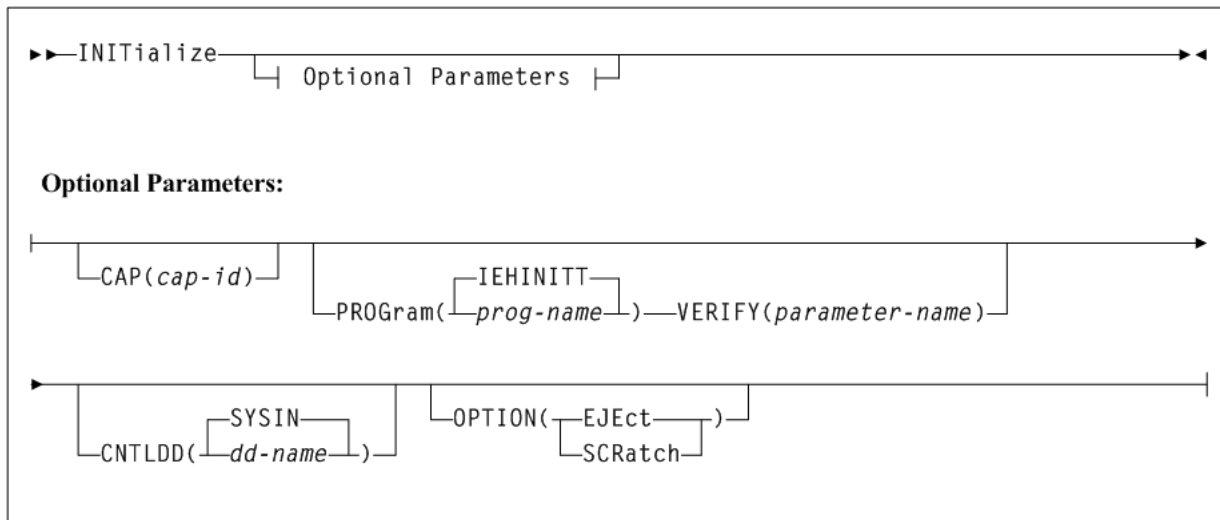 INITialize
Optional Parameters
Optional Parameters:
CAP(cap-id)
IEHINITT
PROGram( prog-name ) VERIFY(parameter-name)
SYSIN
CNTLDD( dd-name )
OPTION( EJEct )
SCRatch